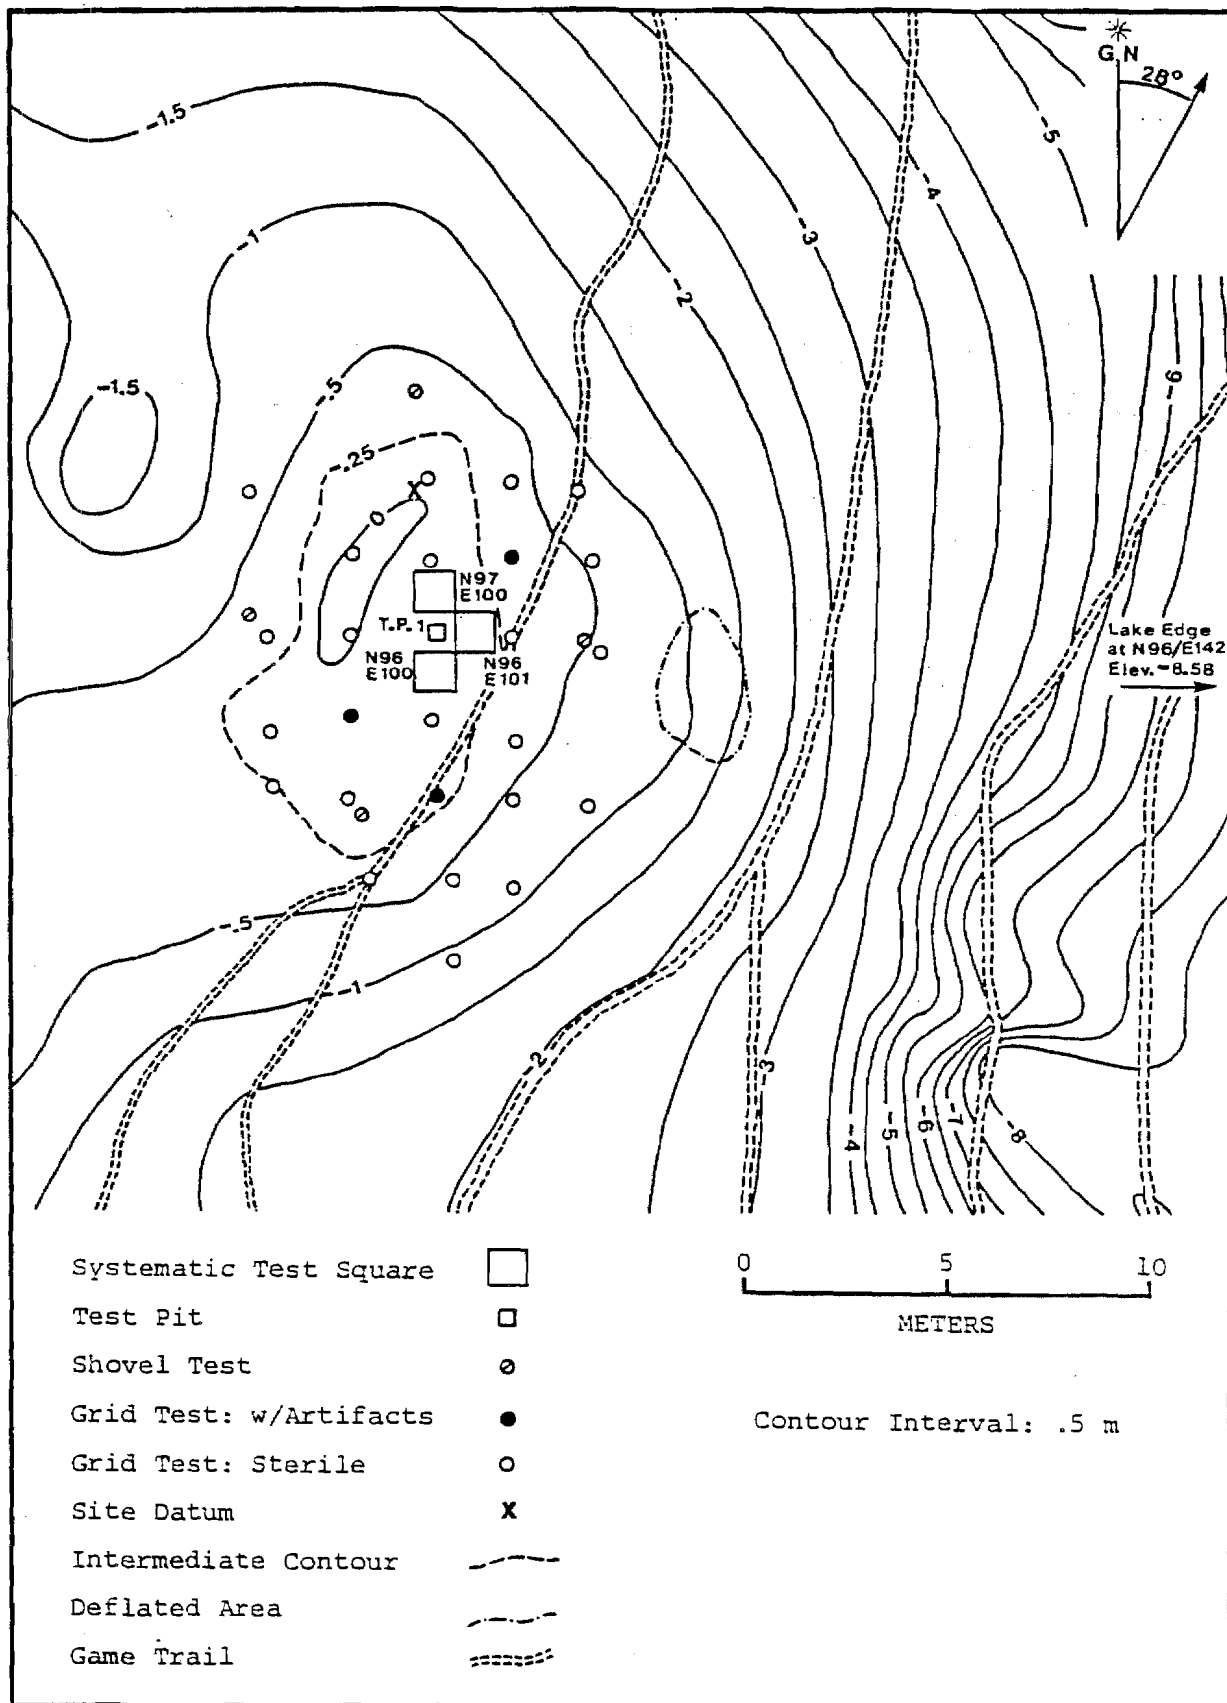 G N
28°
-1.5
-1
-1.5
-.5
-.25
-2
-3
-4
-5
-9
X
N97
E100
T.P. 1
N96
E100
N96
E101
Lake Edge
at N96/E142
Elev.-8.58
-.5
-1
-2
-3
-4
-5
-6
-7
-8
Systematic Test Square
Test Pit
Shovel Test
Grid Test: w/Artifacts
Grid Test: Sterile
Site Datum X
Intermediate Contour
Deflated Area
Game Trail
0 5 10
METERS
Contour Interval: .5 m